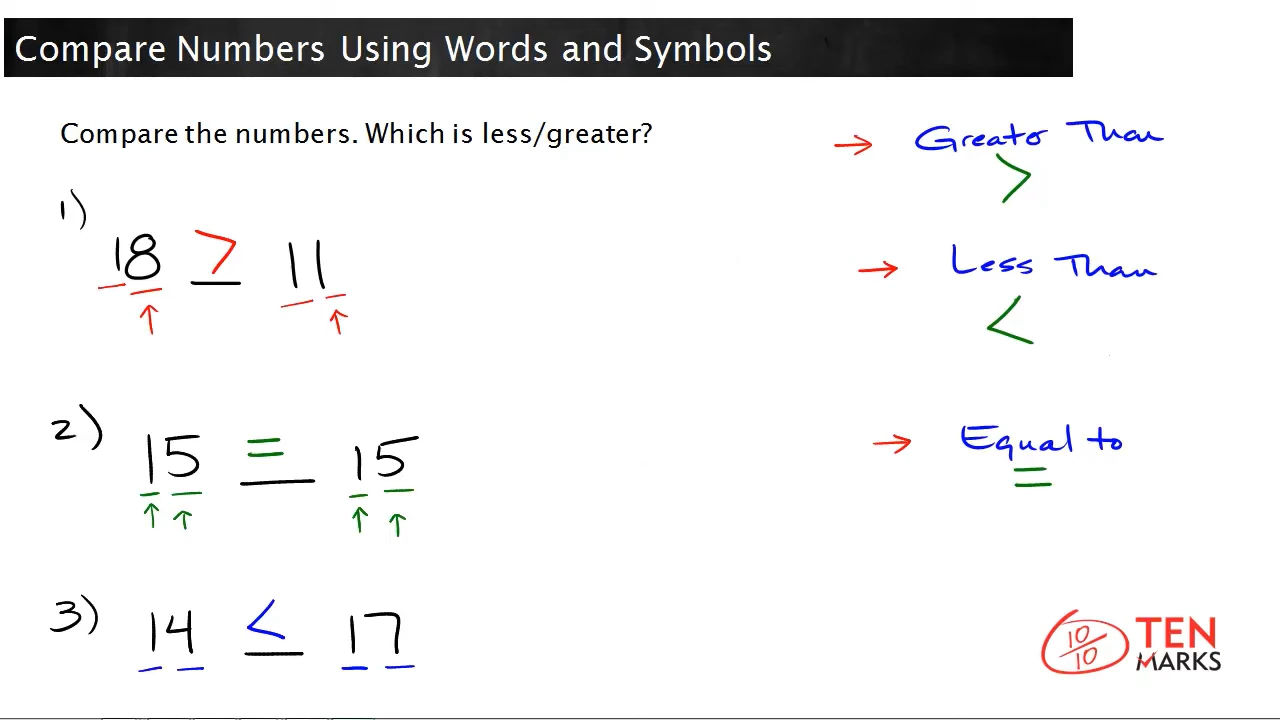 Compare Numbers Using Words and Symbols
Compare the numbers. Which is less/greater?
1)
18 > 11
2)
15 = 15
3)
14 < 17
→ Greater Than
>
→ Less Than
<
→ Equal to
=
10/10
TEN
MARKS